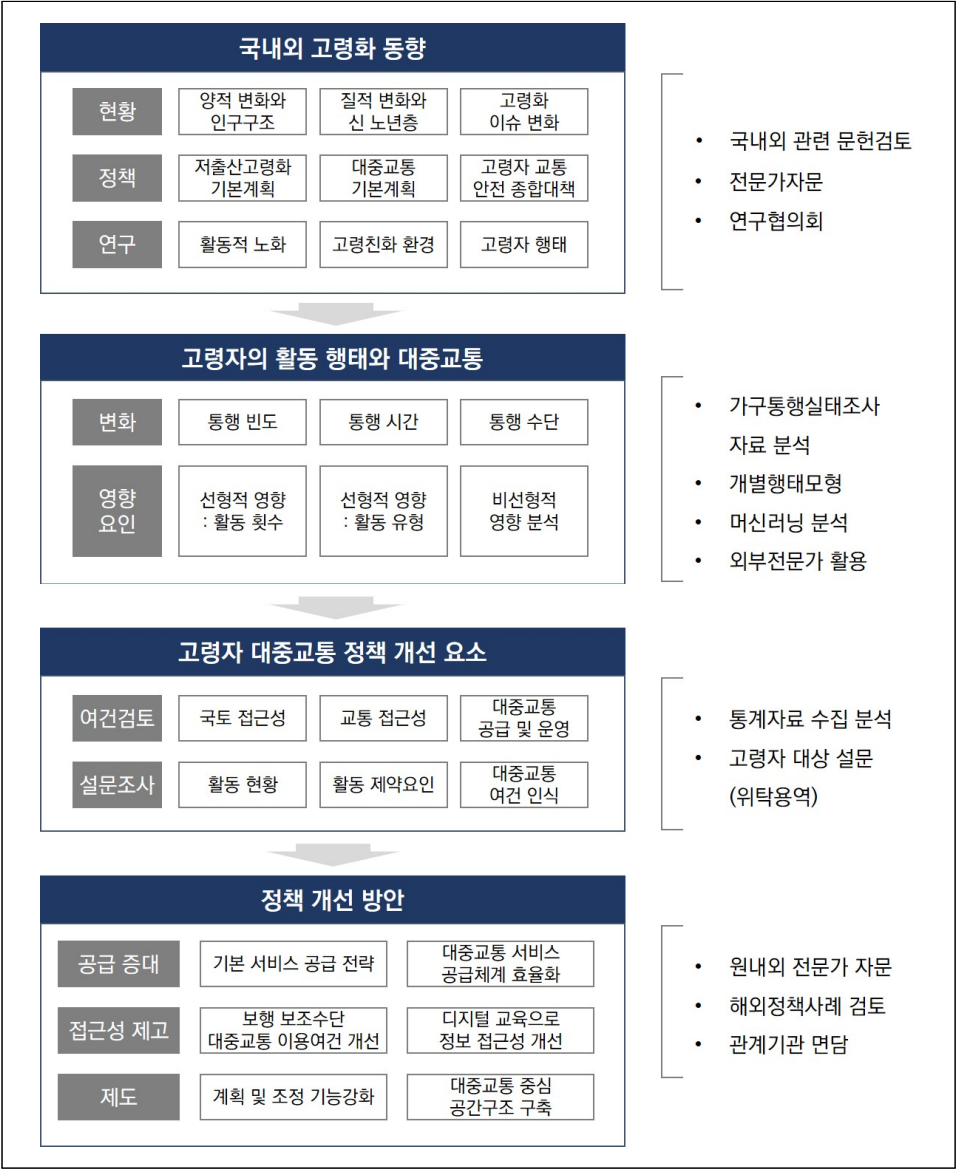 국내외 고령화 동향
현황
양적 변화와
인구구조
질적 변화와
신 노년층
고령화
이슈 변화
정책
저출산고령화
기본계획
대중교통
기본계획
고령자 교통
안전 종합대책
연구
활동적 노화
고령친화 환경
고령자 행태
• 국내외 관련 문헌검토
• 전문가자문
• 연구협의회
고령자의 활동 행태와 대중교통
변화
통행 빈도
통행 시간
통행 수단
영향
요인
선형적 영향
: 활동 횟수
선형적 영향
: 활동 유형
비선형적
영향 분석
• 가구통행실태조사
자료 분석
• 개별행태모형
• 머신러닝 분석
• 외부전문가 활용
고령자 대중교통 정책 개선 요소
여건검토
국토 접근성
교통 접근성
대중교통
공급 및 운영
설문조사
활동 현황
활동 제약요인
대중교통
여건 인식
• 통계자료 수집 분석
• 고령자 대상 설문
(위탁용역)
정책 개선 방안
공급 증대
기본 서비스 공급 전략
대중교통 서비스
공급체계 효율화
접근성 제고
보행 보조수단
대중교통 이용여건 개선
디지털 교육으로
정보 접근성 개선
제도
계획 및 조정 기능강화
대중교통 중심
공간구조 구축
• 원내외 전문가 자문
• 해외정책사례 검토
• 관계기관 면담